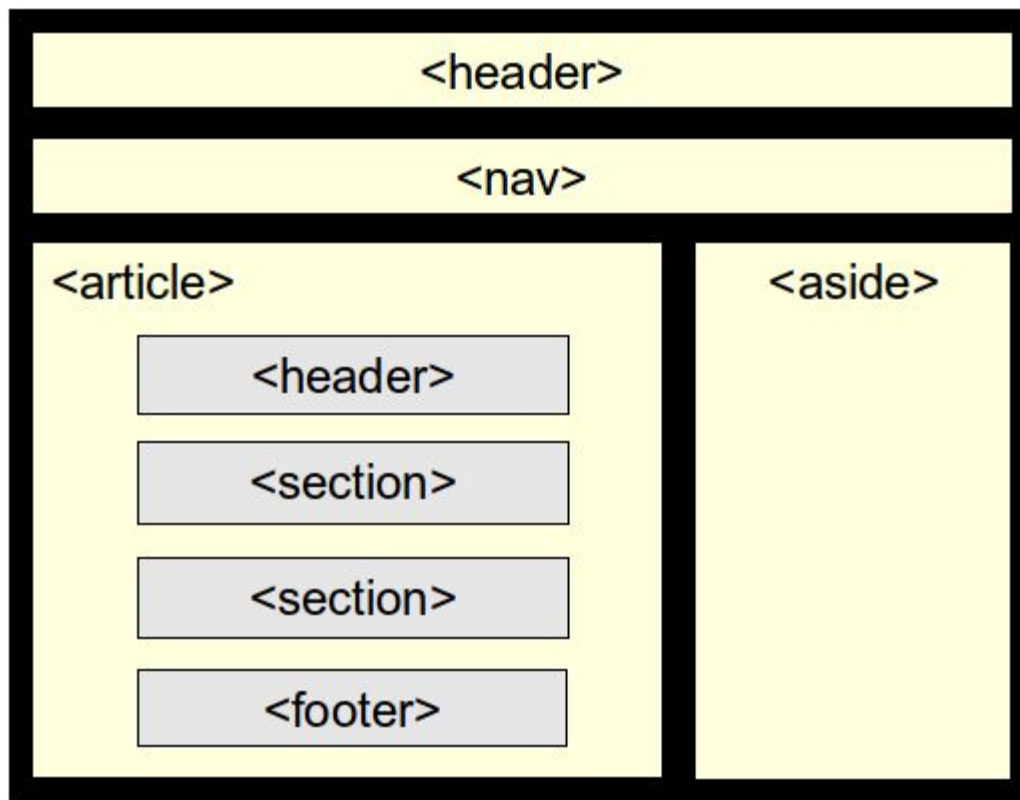 <header>
<nav>
<article>
<header>
<section>
<section>
<footer>
<aside>